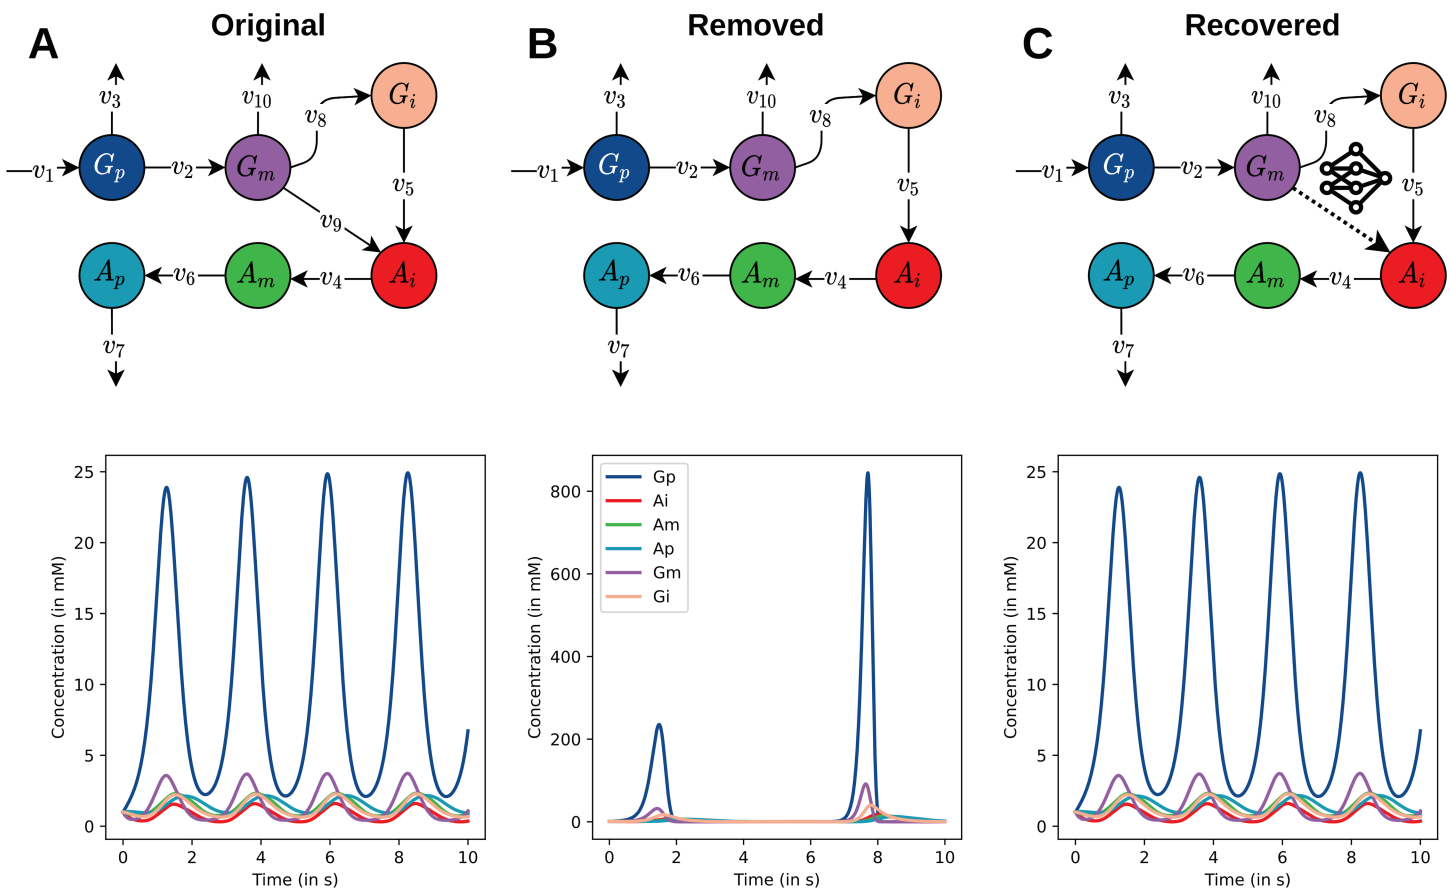 A
Original
v3
v10
Gi
v8
v1
Gp
v2
Gm
v5
v9
Ap
v6
Am
v4
Ai
v7
B
Removed
v3
v10
Gi
v8
v1
Gp
v2
Gm
v5
Ap
v6
Am
v4
Ai
v7
C
Recovered
v3
v10
Gi
v8
v1
Gp
v2
Gm
v5
Ap
v6
Am
v4
Ai
v7
Concentration (in mM)
25
20
15
10
5
0
0 2 4 6 8 10
Time (in s)
Concentration (in mM)
800
600
400
200
0
Gp
Ai
Am
Ap
Gm
Gi
0 2 4 6 8 10
Time (in s)
Concentration (in mM)
25
20
15
10
5
0
0 2 4 6 8 10
Time (in s)